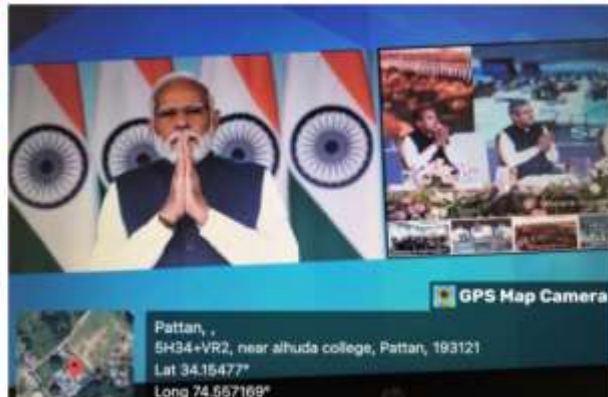 GPS Map Camera
Pattan, ,
5H34+VR2, near alhuda college, Pattan, 193121
Lat 34.15477°
Long 74.557169°